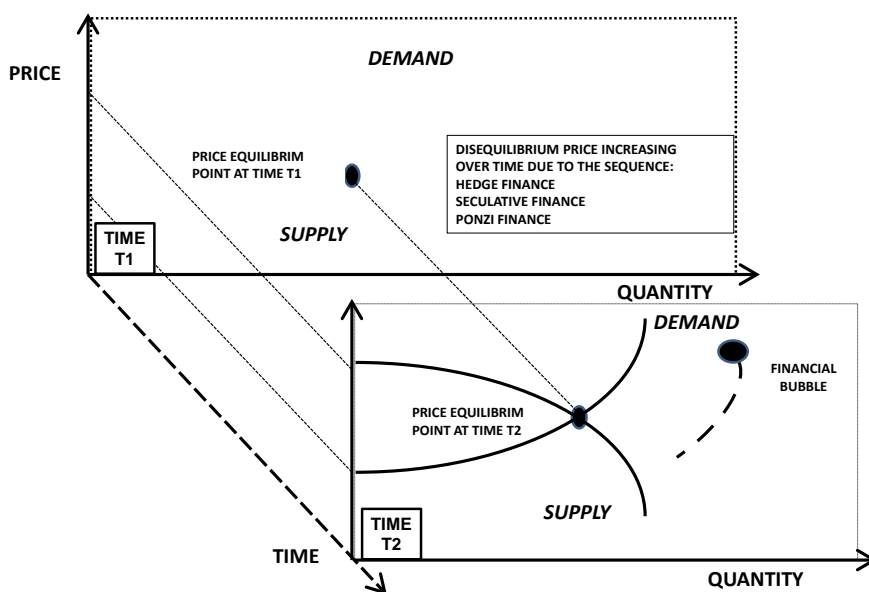 DEMAND
PRICE
PRICE EQUILIBRIM
POINT AT TIME T1
DISEQUILIBRIUM PRICE INCREASING
OVER TIME DUE TO THE SEQUENCE:
HEDGE FINANCE
SECULATIVE FINANCE
PONZI FINANCE
SUPPLY
TIME
T1
QUANTITY
DEMAND
FINANCIAL
BUBBLE
PRICE EQUILIBRIM
POINT AT TIME T2
SUPPLY
TIME
T2
TIME
QUANTITY